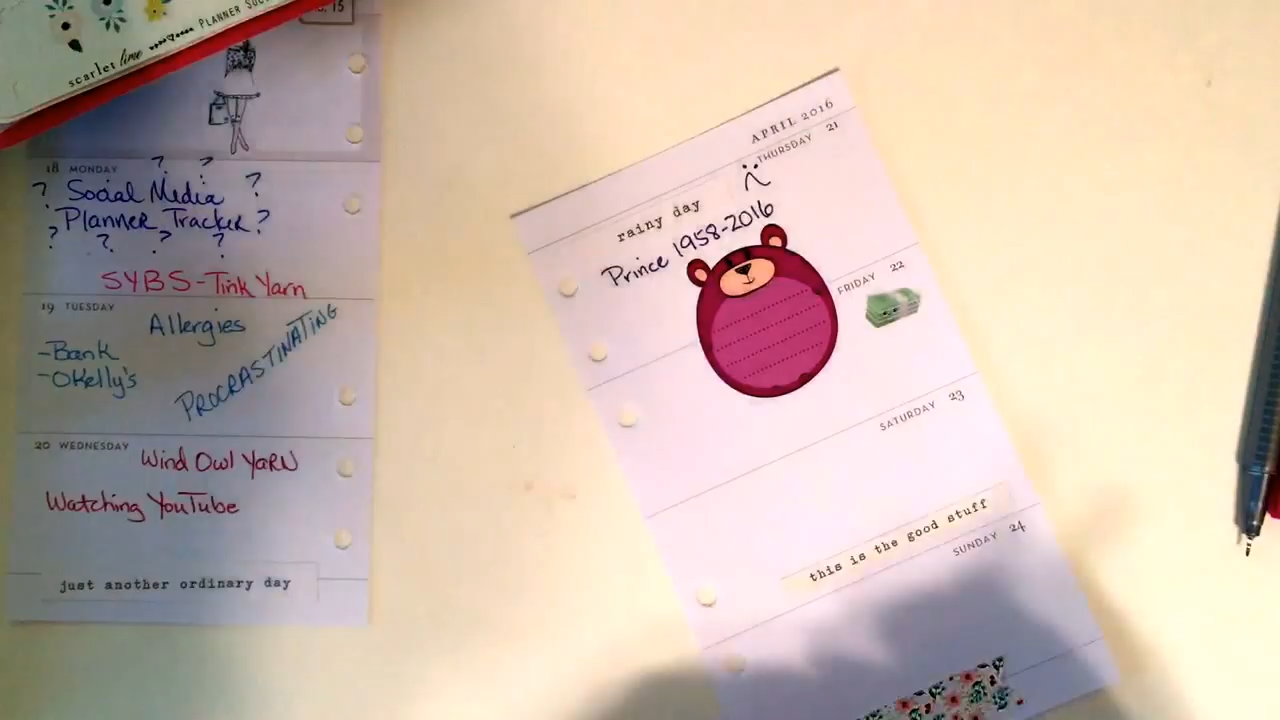 scarlet lime
PLANNER
15
18 MONDAY
? ?
? Social Media ?
Planner Tracker?
? ? ? ?
SYBS-Tink Yarn
19 TUESDAY
Allergies
-Bank
-OKelly's
PROCRASTINATING
20 WEDNESDAY
Wind Owl YARN
Watching YouTube
just another ordinary day
APRIL 2016
THURSDAY 21
rainy day
Prince 1958-2016
FRIDAY 22
SATURDAY 23
this is the good stuff
SUNDAY 24